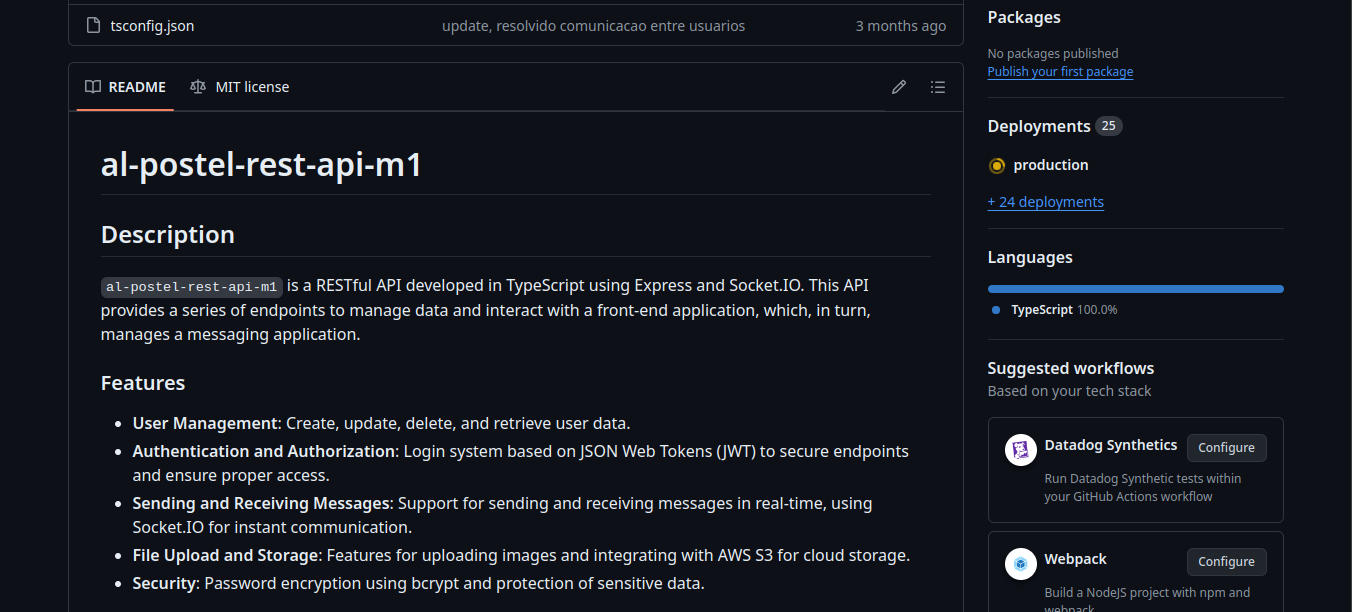 tsconfig.json update, resolvido comunicacao entre usuarios 3 months ago
README MIT license
al-postel-rest-api-m1
Description
al-postel-rest-api-m1 is a RESTful API developed in TypeScript using Express and Socket.IO. This API
provides a series of endpoints to manage data and interact with a front-end application, which, in turn,
manages a messaging application.
Features
• User Management: Create, update, delete, and retrieve user data.
• Authentication and Authorization: Login system based on JSON Web Tokens (JWT) to secure endpoints
and ensure proper access.
• Sending and Receiving Messages: Support for sending and receiving messages in real-time, using
Socket.IO for instant communication.
• File Upload and Storage: Features for uploading images and integrating with AWS S3 for cloud storage.
• Security: Password encryption using bcrypt and protection of sensitive data.
Packages
No packages published
Publish your first package
Deployments 25
production
+ 24 deployments
Languages
TypeScript 100.0%
Suggested workflows
Based on your tech stack
Datadog Synthetics Configure
Run Datadog Synthetic tests within
your GitHub Actions workflow
Webpack Configure
Build a NodeJS project with npm and
webpack.